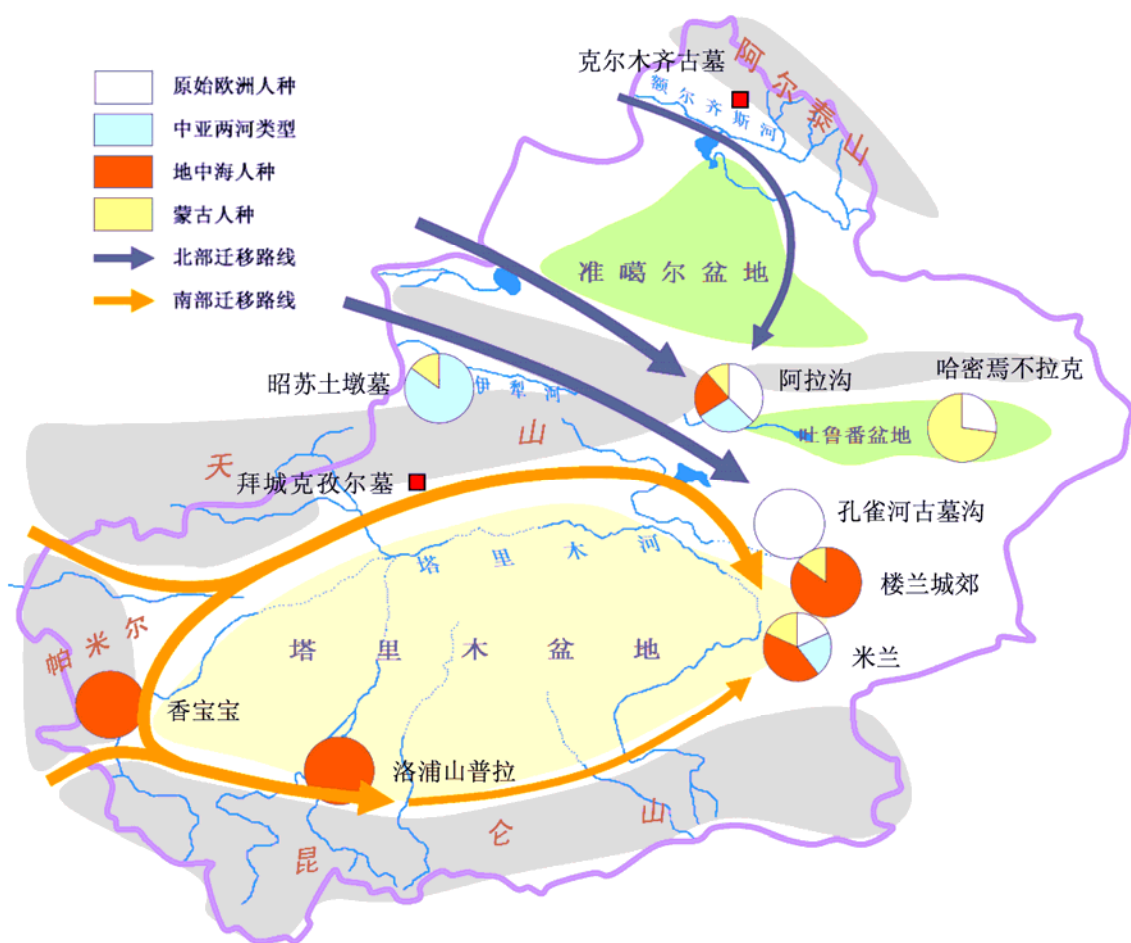 克尔木齐古墓
阿尔泰山
额尔齐斯河
原始欧洲人种
中亚两河类型
地中海人种
蒙古人种
北部迁移路线
南部迁移路线
准噶尔盆地
昭苏土墩墓
伊犁河
阿拉沟
哈密焉不拉克
吐鲁番盆地
天山
拜城克孜尔墓
孔雀河古墓沟
塔里木河
楼兰城郊
塔里木盆地
米兰
帕米尔
香宝宝
洛浦山普拉
昆仑山